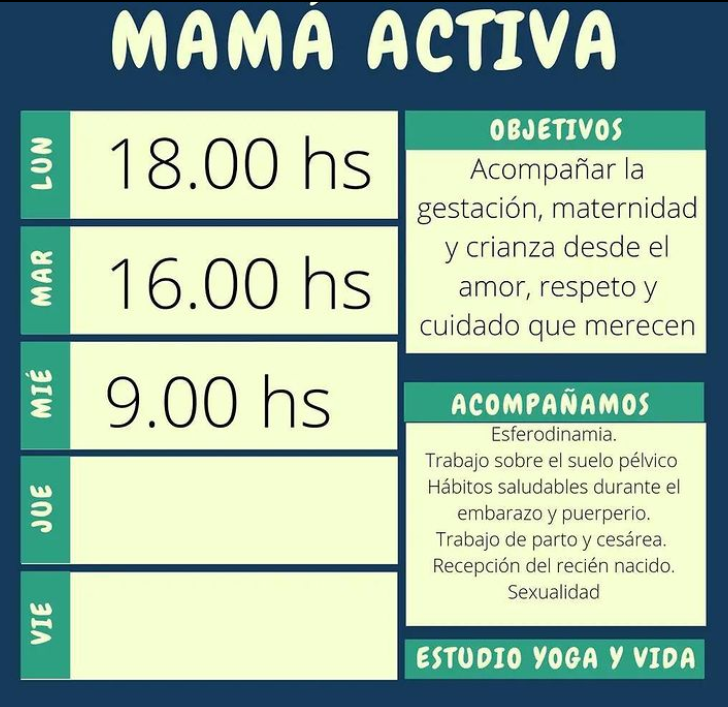 MAMÁ ACTIVA
LUN
18.00 hs
MAR
16.00 hs
MIÉ
9.00 hs
JUE
VIE
OBJETIVOS
Acompañar la
gestación, maternidad
y crianza desde el
amor, respeto y
cuidado que merecen
ACOMPAÑAMOS
Esferodinamia.
Trabajo sobre el suelo pélvico
Hábitos saludables durante el
embarazo y puerperio.
Trabajo de parto y cesárea.
Recepción del recién nacido.
Sexualidad
ESTUDIO YOGA Y VIDA